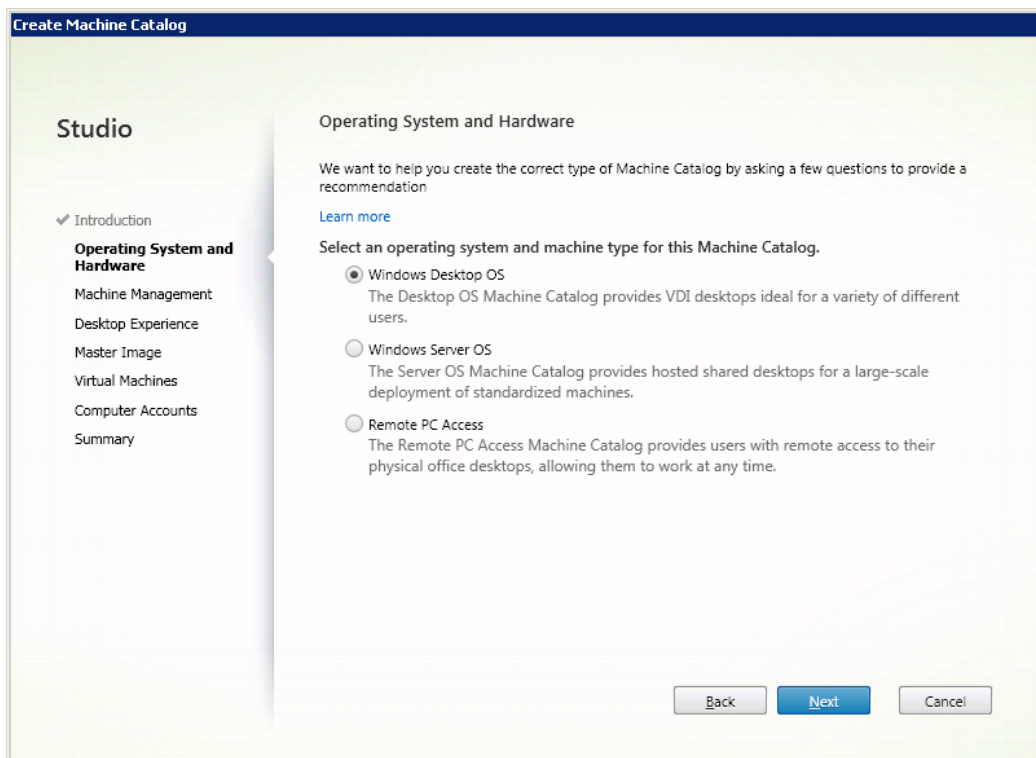 Create Machine Catalog
Studio
Introduction
Operating System and
Hardware
Machine Management
Desktop Experience
Master Image
Virtual Machines
Computer Accounts
Summary
Operating System and Hardware
We want to help you create the correct type of Machine Catalog by asking a few questions to provide a
recommendation
Learn more
Select an operating system and machine type for this Machine Catalog.
Windows Desktop OS
The Desktop OS Machine Catalog provides VDI desktops ideal for a variety of different
users.
Windows Server OS
The Server OS Machine Catalog provides hosted shared desktops for a large-scale
deployment of standardized machines.
Remote PC Access
The Remote PC Access Machine Catalog provides users with remote access to their
physical office desktops, allowing them to work at any time.
Back
Next
Cancel